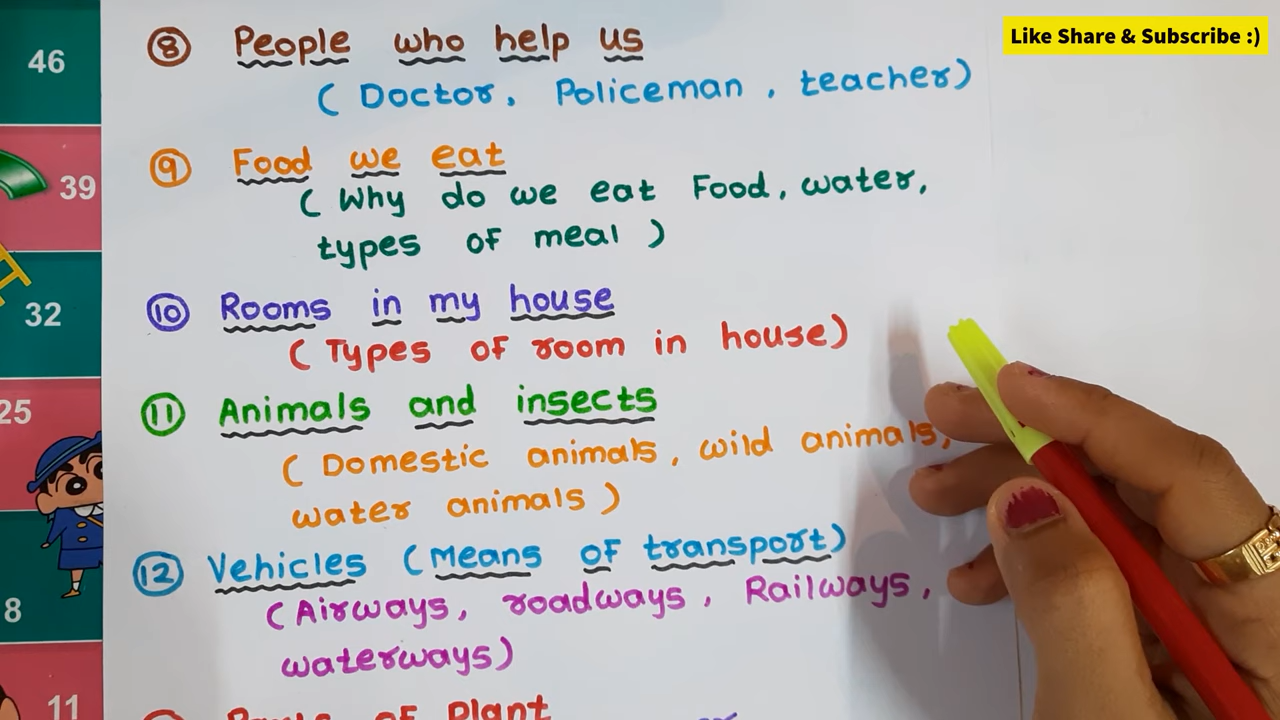 Like Share & Subscribe :)
46
39
32
25
8
11
⑧ People who help us
( Doctor, Policeman, teacher)
⑨ Food we eat
( Why do we eat Food, water,
types of meal )
⑩ Rooms in my house
( Types of room in house)
⑪ Animals and insects
( Domestic animals, wild animals,
water animals )
⑫ Vehicles (Means of transport)
(Airways, roadways, Railways,
waterways)
Parts of Plant